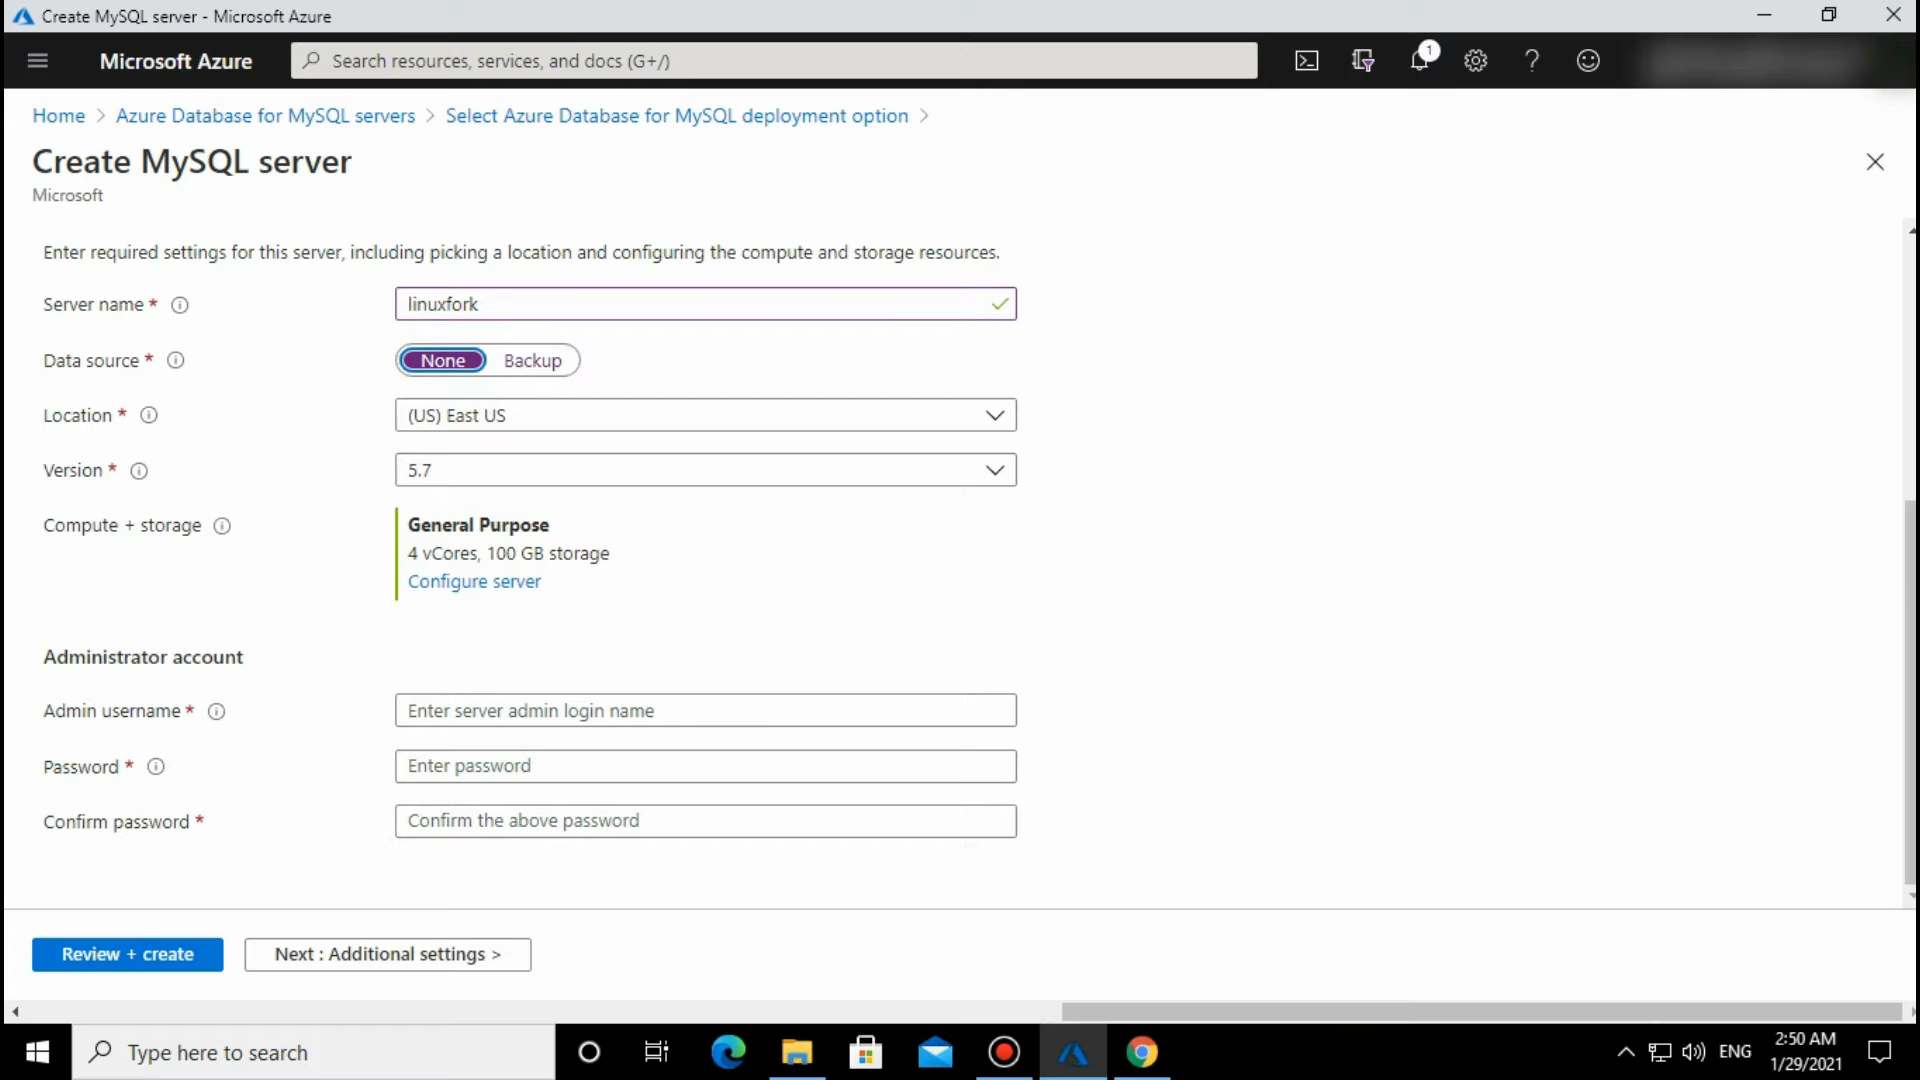 Create MySQL server - Microsoft Azure
Microsoft Azure
Search resources, services, and docs (G+/)
1
Home > Azure Database for MySQL servers > Select Azure Database for MySQL deployment option >
Create MySQL server
Microsoft
Enter required settings for this server, including picking a location and configuring the compute and storage resources.
Server name *
linuxfork
Data source *
None Backup
Location *
(US) East US
Version *
5.7
Compute + storage
General Purpose
4 vCores, 100 GB storage
Configure server
Administrator account
Admin username *
Enter server admin login name
Password *
Enter password
Confirm password *
Confirm the above password
Review + create
Next : Additional settings >
Type here to search
ENG
2:50 AM
1/29/2021